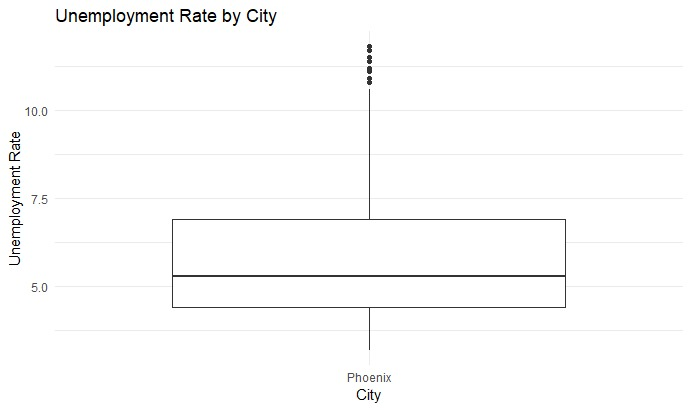 Unemployment Rate by City
Unemployment Rate
10.0
7.5
5.0
Phoenix
City